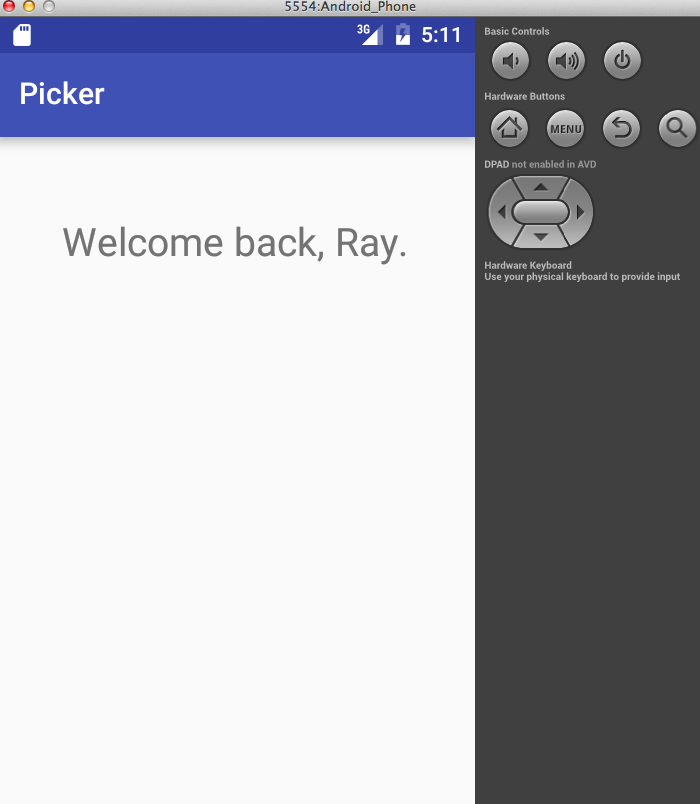 5554:Android_Phone
3G 5:11
Picker
Welcome back, Ray.
Basic Controls
Hardware Buttons
MENU
DPAD not enabled in AVD
Hardware Keyboard
Use your physical keyboard to provide input